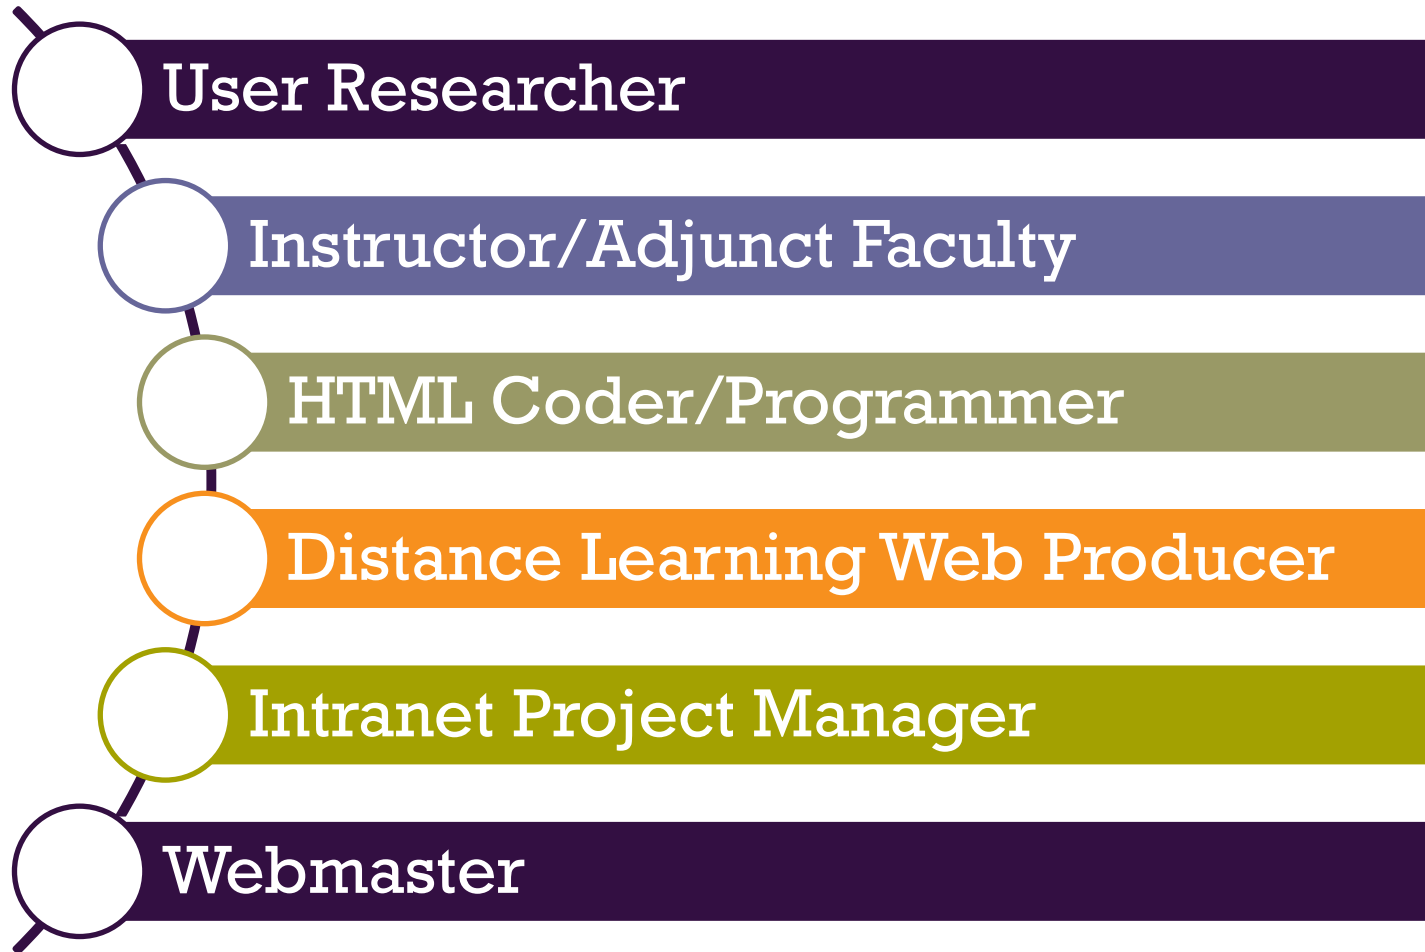 User Researcher
Instructor/Adjunct Faculty
HTML Coder/Programmer
Distance Learning Web Producer
Intranet Project Manager
Webmaster